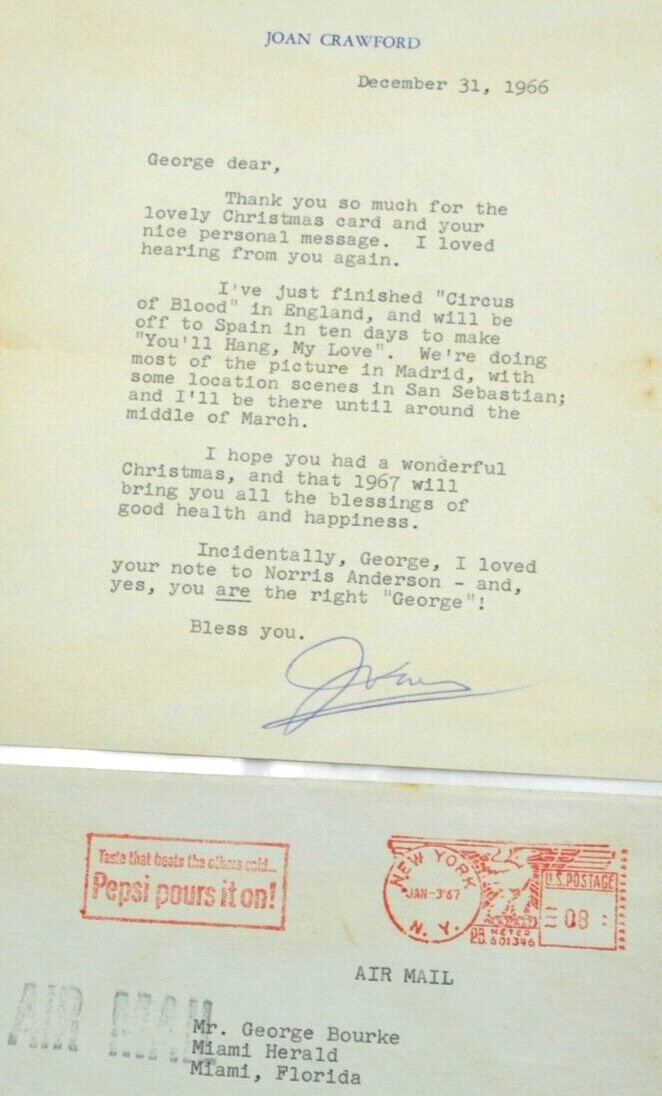 JOAN CRAWFORD
December 31, 1966
George dear,
Thank you so much for the
lovely Christmas card and your
nice personal message. I loved
hearing from you again.
I've just finished "Circus
of Blood" in England, and will be
off to Spain in ten days to make
"You'll Hang, My Love". We're doing
most of the picture in Madrid, with
some location scenes in San Sebastian;
and I'll be there until around the
middle of March.
I hope you had a wonderful
Christmas, and that 1967 will
bring you all the blessings of
good health and happiness.
Incidentally, George, I loved
your note to Norris Anderson - and,
yes, you are the right "George"!
Bless you.
Joan
Taste that beats the others cold...
Pepsi pours it on!
NEW YORK
JAN-3'67
N. Y.
U.S. POSTAGE
08
PB METER
601346
AIR MAIL
AIR MAIL
Mr. George Bourke
Miami Herald
Miami, Florida